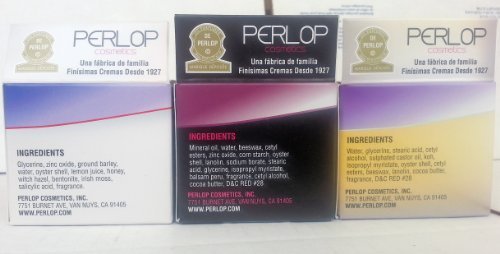 DE
PERLOP
PERLOP
cosmetics
Una fábrica de familia
Finísimas Cremas Desde 1927
INGREDIENTS
Glycerine, zinc oxide, ground barley,
water, oyster shell, lemon juice, honey,
witch hazel, bentonite, irish moss,
salicylic acid, fragrance.
PERLOP COSMETICS, INC.
7751 BURNET AVE, VAN NUYS, CA 91405
WWW.PERLOP.COM
DE
PERLOP
PERLOP
cosmetics
Una fábrica de familia
Finísimas Cremas Desde 1927
INGREDIENTS
Mineral oil, water, beeswax, cetyl
esters, zinc oxide, corn starch, oyster
shell, lanolin, sodium borate, stearic
acid, glycerine, isopropyl myristate,
balsam peru, fragrance, cetyl alcohol,
cocoa butter, D&C RED #28
PERLOP COSMETICS, INC.
7751 BURNET AVE, VAN NUYS, CA 91405
WWW.PERLOP.COM
DE
PERLOP
PERLOP
cosmetics
Una fábrica de familia
Finísimas Cremas Desde 1927
INGREDIENTS
Water, glycerine, stearic acid, cetyl
alcohol, sulphated castor oil, koh,
isopropyl myristate, oyster shell, cetyl
esters, beeswax, lanolin, cocoa butter,
fragrance, D&C RED #28
PERLOP COSMETICS, INC.
7751 BURNET AVE, VAN NUYS, CA 91405
WWW.PERLOP.COM